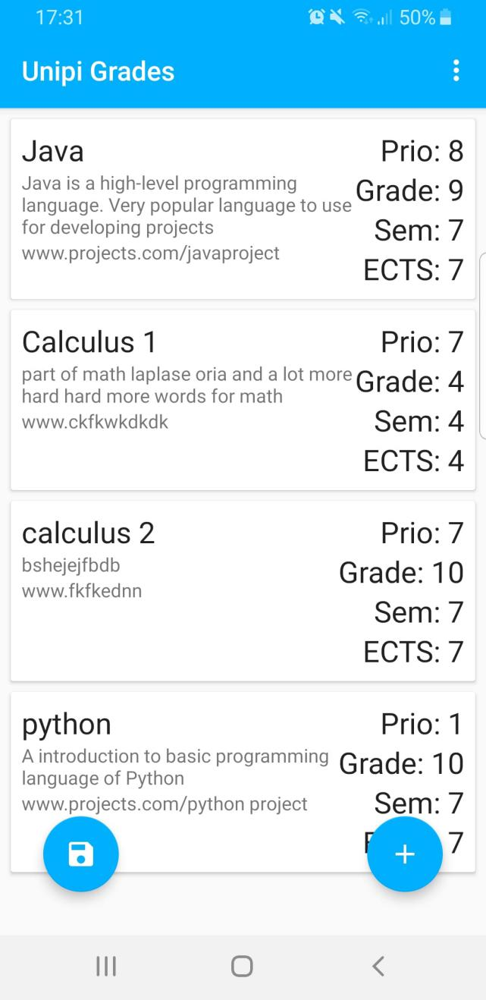 17:31 50%
Unipi Grades
Java
Prio: 8
Java is a high-level programming
language. Very popular language to use
for developing projects
www.projects.com/javaproject
Grade: 9
Sem: 7
ECTS: 7
Calculus 1
Prio: 7
part of math laplase oria and a lot more
hard hard more words for math
www.ckfkwkdkdk
Grade: 4
Sem: 4
ECTS: 4
calculus 2
Prio: 7
bshejejfbdb
www.fkfkednn
Grade: 10
Sem: 7
ECTS: 7
python
Prio: 1
A introduction to basic programming
language of Python
www.projects.com/python project
Grade: 10
Sem: 7
7